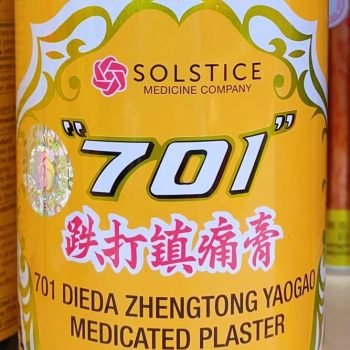 SOLSTICE
MEDICINE COMPANY
"701"
跌打鎮痛膏
701 DIEDA ZHENGTONG YAOGAO
MEDICATED PLASTER